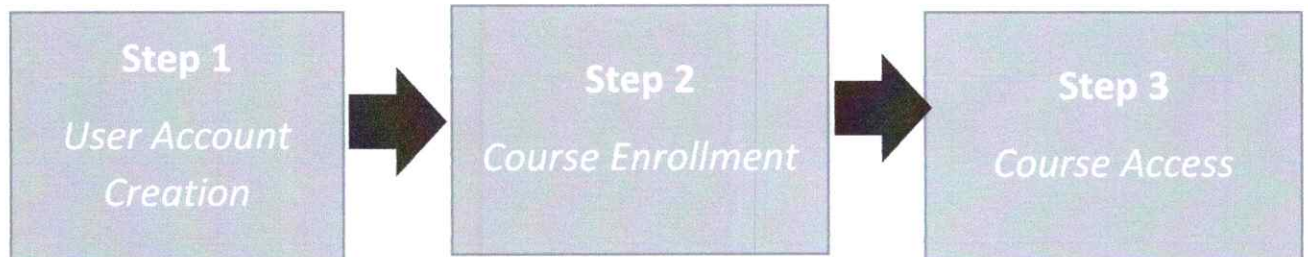 Step 1
User Account
Creation
Step 2
Course Enrollment
Step 3
Course Access